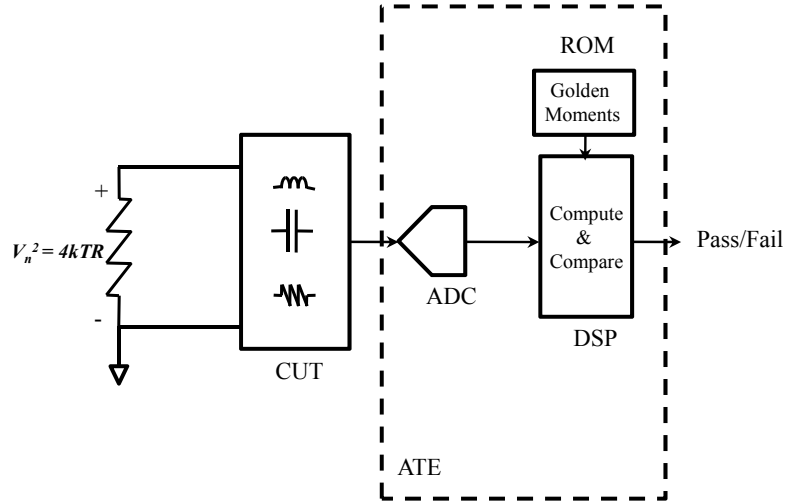 ROM
Golden
Moments
+
V_n^2 = 4kTR
-
CUT
ADC
Compute
&
Compare
DSP
Pass/Fail
ATE